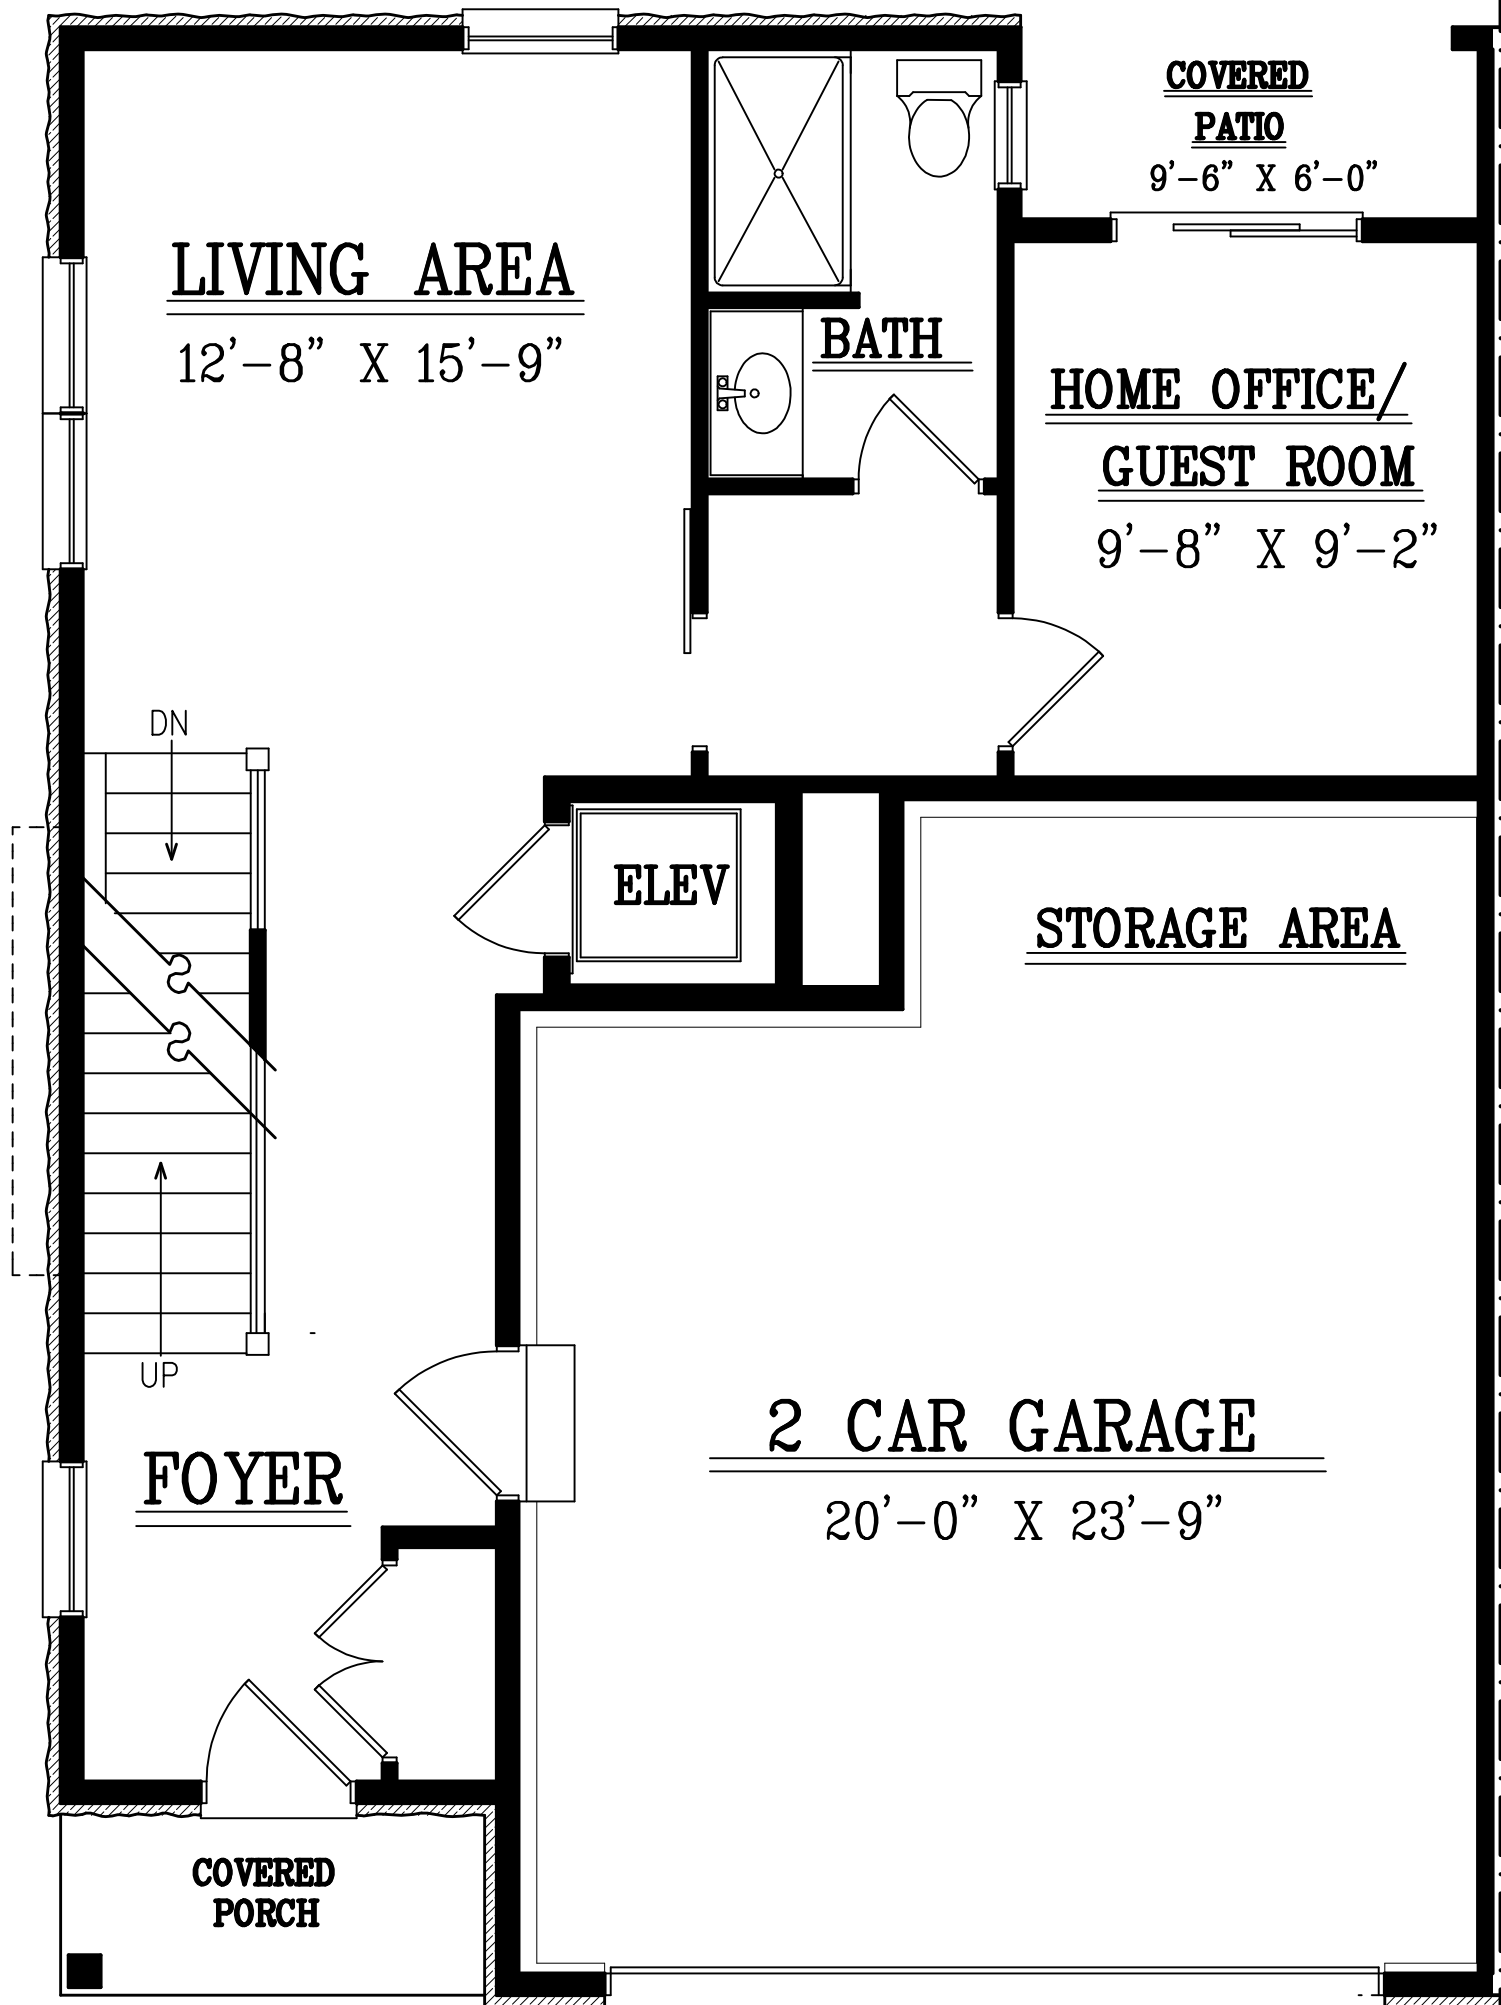 COVERED
PATIO
9'-6" X 6'-0"
LIVING AREA
12'-8" X 15'-9"
BATH
HOME OFFICE/
GUEST ROOM
9'-8" X 9'-2"
DN
ELEV
STORAGE AREA
UP
FOYER
2 CAR GARAGE
20'-0" X 23'-9"
COVERED
PORCH